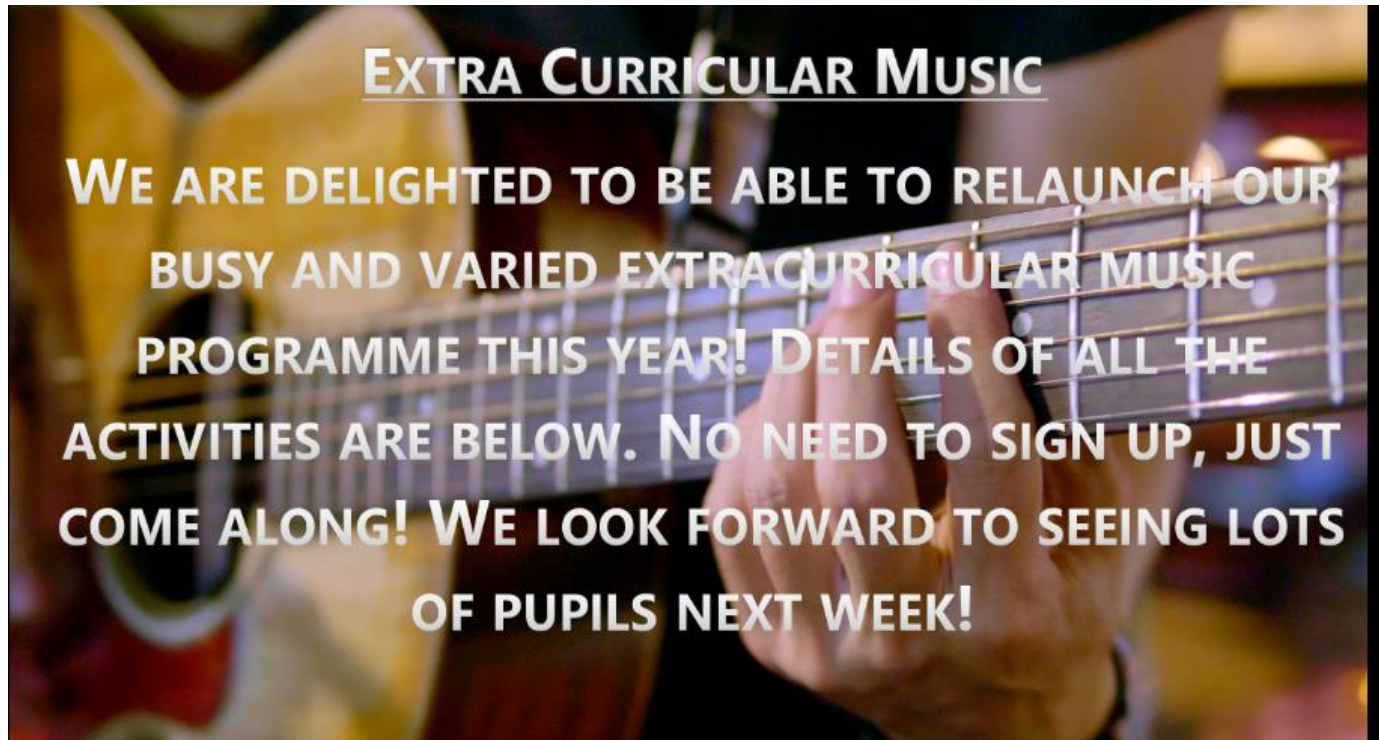 Extra Curricular Music
We are delighted to be able to relaunch our
busy and varied extracurricular music
programme this year! Details of all the
activities are below. No need to sign up, just
come along! We look forward to seeing lots
of pupils next week!